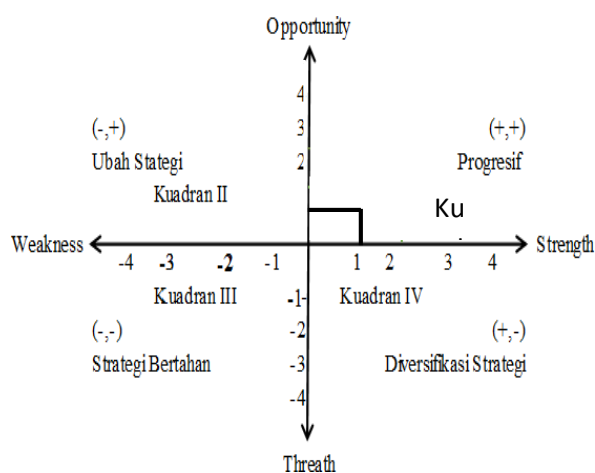 Opportunity
4
3
(-,+) (+,+)
Ubah Stategi 2 Progresif
Kuadran II
Ku
Weakness Strength
-4 -3 -2 -1 1 2 3 4
Kuadran III -1 Kuadran IV
(-,-) -2 (+,-)
Strategi Bertahan -3 Diversifikasi Strategi
-4
Threath